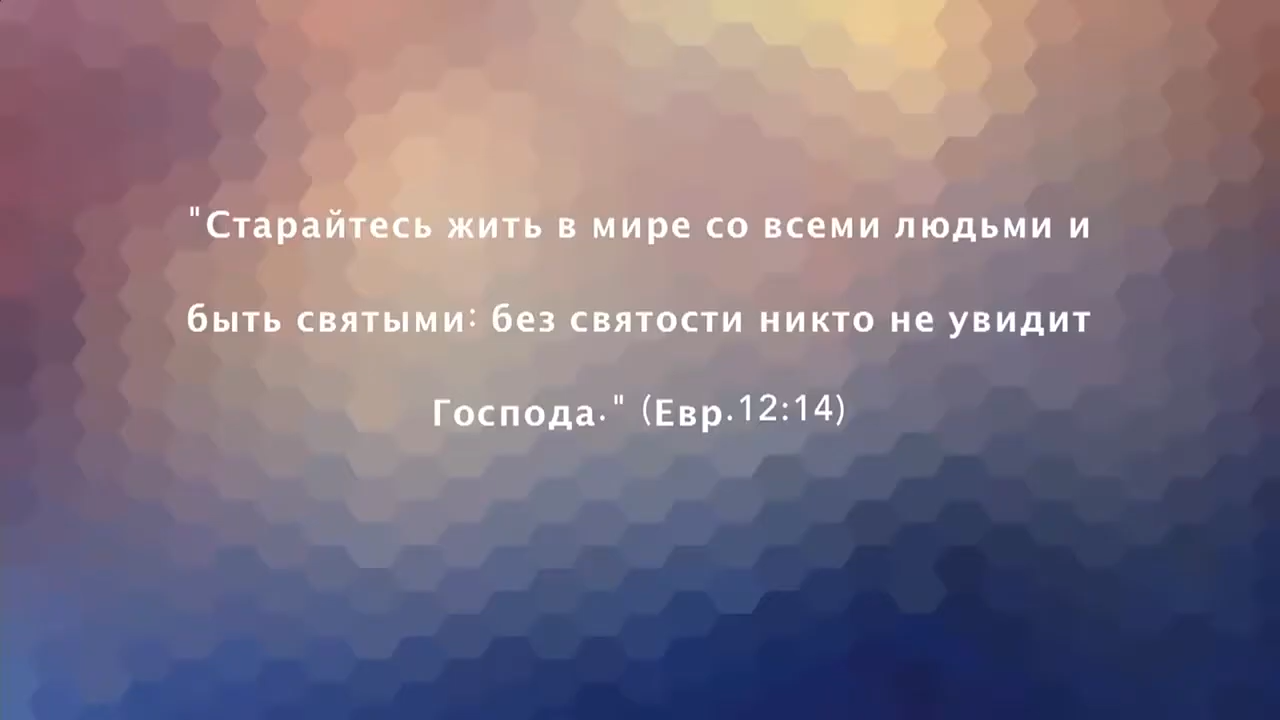 "Старайтесь жить в мире со всеми людьми и
быть святыми: без святости никто не увидит
Господа." (Евр.12:14)